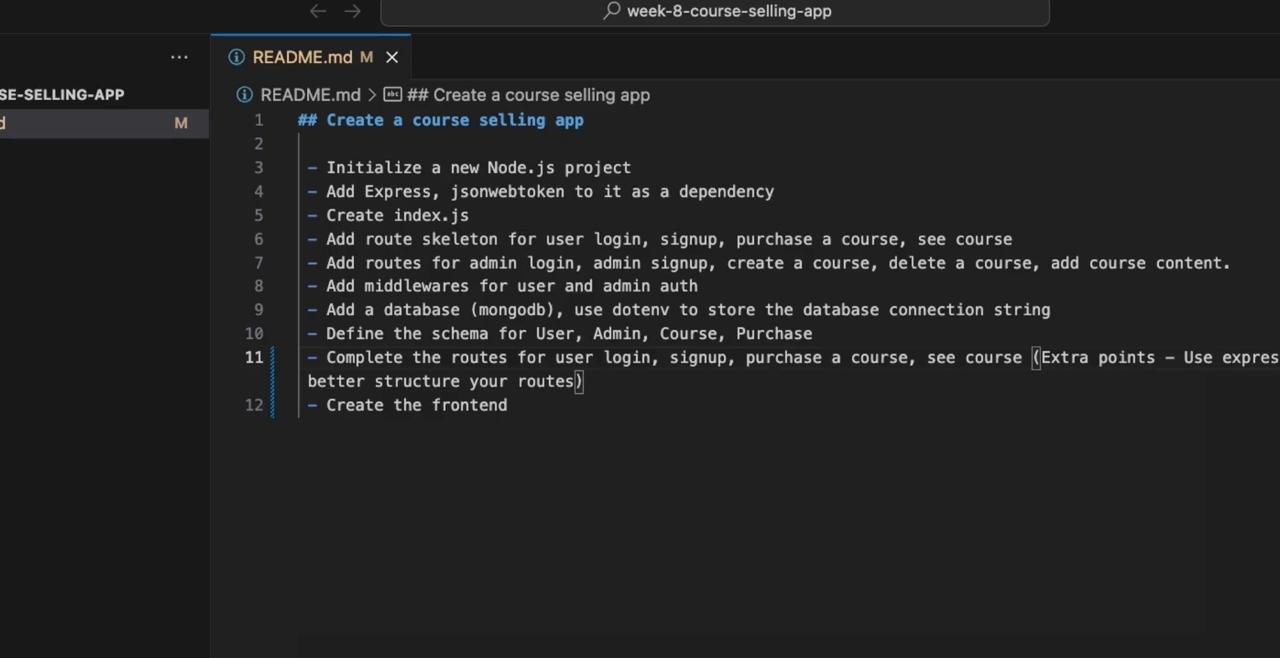 week-8-course-selling-app
README.md M
SE-SELLING-APP
README.md > ## Create a course selling app
d M
1 ## Create a course selling app
2
3 - Initialize a new Node.js project
4 - Add Express, jsonwebtoken to it as a dependency
5 - Create index.js
6 - Add route skeleton for user login, signup, purchase a course, see course
7 - Add routes for admin login, admin signup, create a course, delete a course, add course content.
8 - Add middlewares for user and admin auth
9 - Add a database (mongodb), use dotenv to store the database connection string
10 - Define the schema for User, Admin, Course, Purchase
11 - Complete the routes for user login, signup, purchase a course, see course (Extra points - Use expres
better structure your routes)
12 - Create the frontend